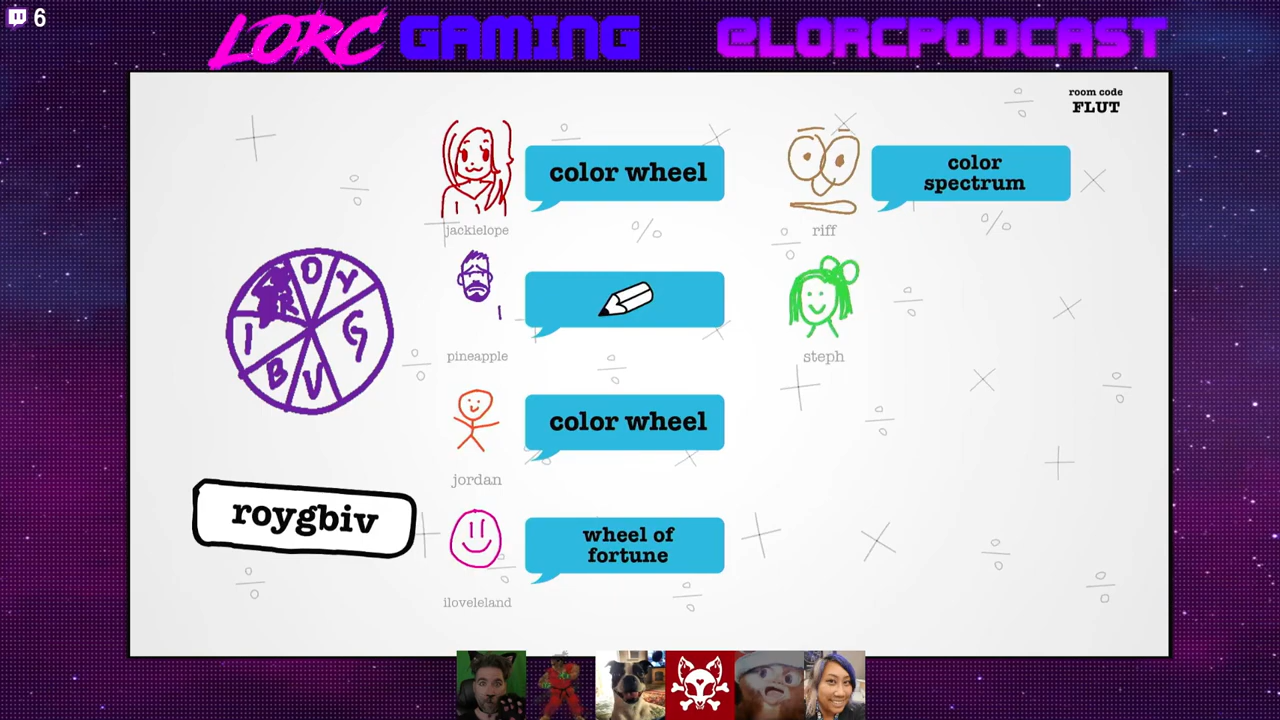 6
LORC GAMING
@LORCPODCAST
room code
FLUT
color wheel
jackielope
color
spectrum
riff
pineapple
steph
color wheel
jordan
wheel of
fortune
iloveleland
O
Y
R
G
I
B
V
roygbiv